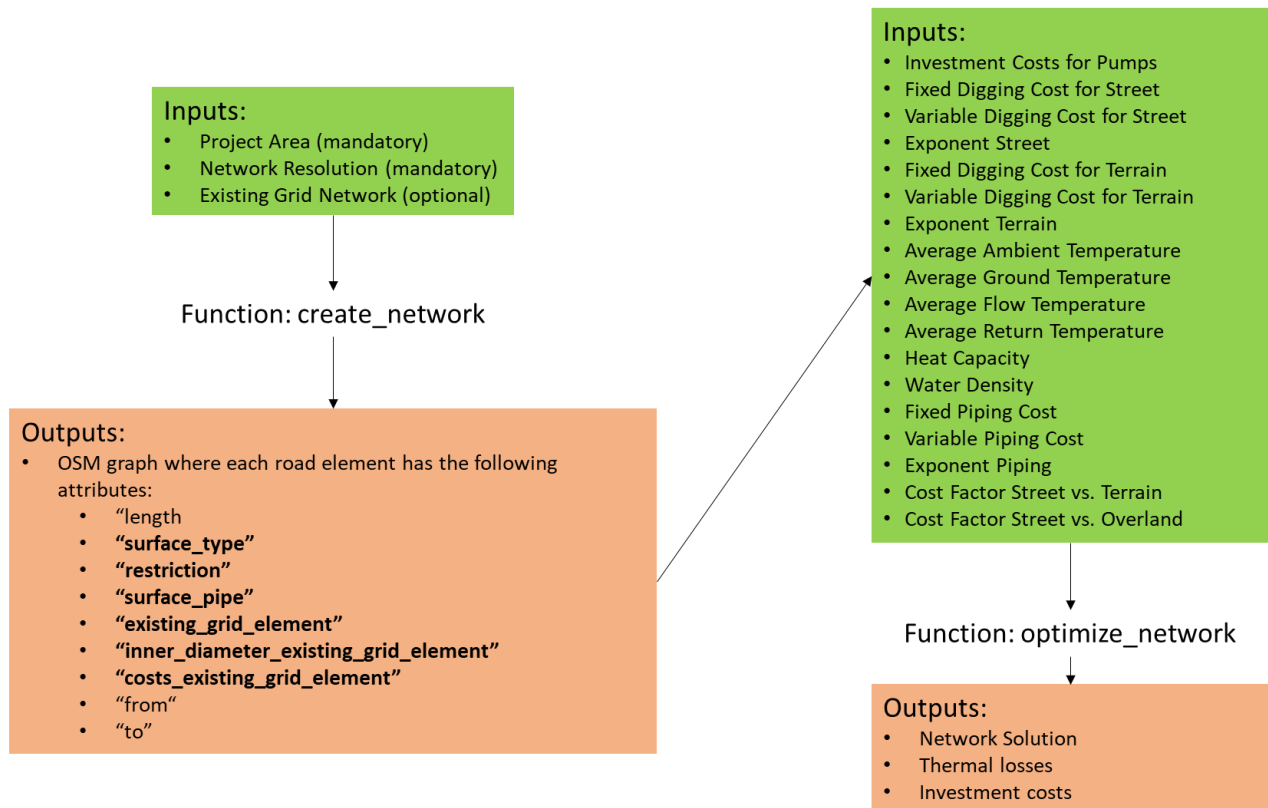 Inputs:
• Project Area (mandatory)
• Network Resolution (mandatory)
• Existing Grid Network (optional)
Function: create_network
Outputs:
• OSM graph where each road element has the following
attributes:
• “length
• “surface_type”
• “restriction”
• “surface_pipe”
• “existing_grid_element”
• “inner_diameter_existing_grid_element”
• “costs_existing_grid_element”
• “from“
• “to”
Inputs:
• Investment Costs for Pumps
• Fixed Digging Cost for Street
• Variable Digging Cost for Street
• Exponent Street
• Fixed Digging Cost for Terrain
• Variable Digging Cost for Terrain
• Exponent Terrain
• Average Ambient Temperature
• Average Ground Temperature
• Average Flow Temperature
• Average Return Temperature
• Heat Capacity
• Water Density
• Fixed Piping Cost
• Variable Piping Cost
• Exponent Piping
• Cost Factor Street vs. Terrain
• Cost Factor Street vs. Overland
Function: optimize_network
Outputs:
• Network Solution
• Thermal losses
• Investment costs